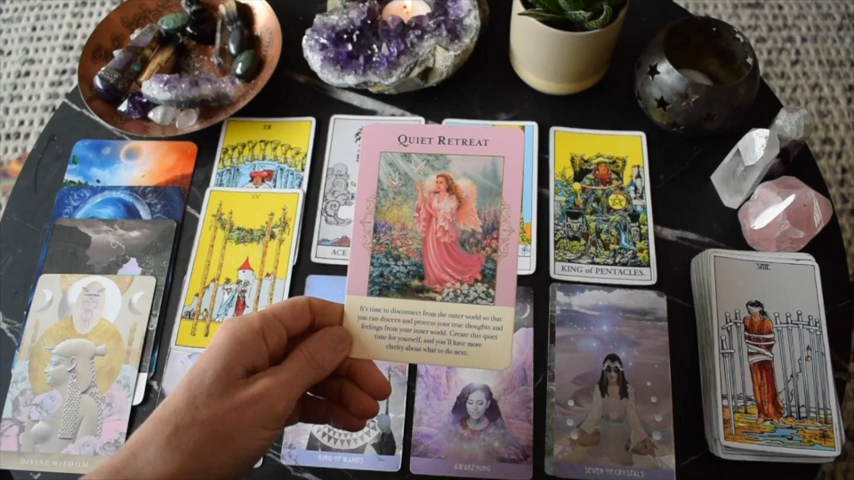 IX
QUIET RETREAT
IV
ACE
KING of PENTACLES.
VIII
It's time to disconnect from the outer world so that
you can discern and process your true thoughts and
feelings from your inner world. Create this quiet
time for yourself, and you'll have more
clarity about what to do next.
DIVINE WISDOM
KING OF WANDS
AWAKENING
SEVEN OF CRYSTALS